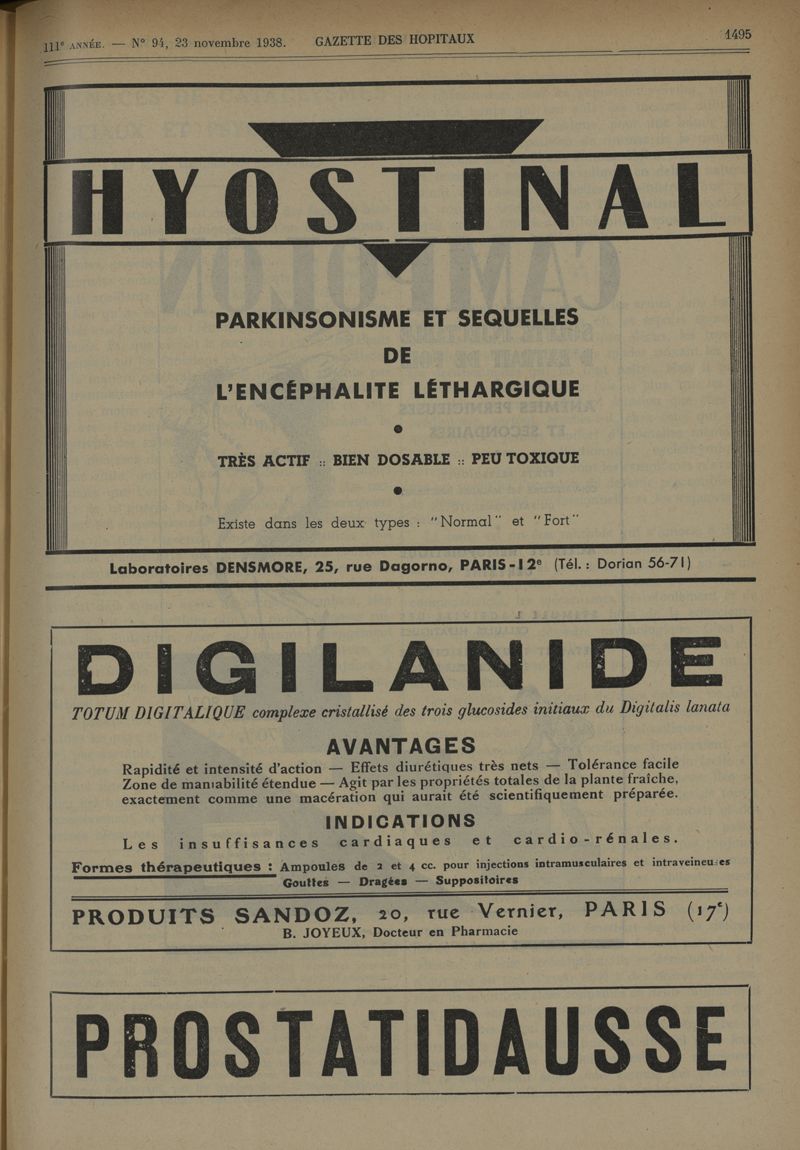 111e ANNÉE. — N° 94, 23 novembre 1938. GAZETTE DES HOPITAUX 1495
HYOSTINAL
PARKINSONISME ET SEQUELLES
DE
L'ENCÉPHALITE LÉTHARGIQUE
TRÈS ACTIF :: BIEN DOSABLE :: PEU TOXIQUE
Existe dans les deux types : "Normal" et "Fort"
Laboratoires DENSMORE, 25, rue Dagorno, PARIS-12e (Tél. : Dorian 56-71)
DIGILANIDE
TOTUM DIGITALIQUE complexe cristallisé des trois glucosides initiaux du Digitalis lanata
AVANTAGES
Rapidité et intensité d'action — Effets diurétiques très nets — Tolérance facile
Zone de maniabilité étendue — Agit par les propriétés totales de la plante fraîche,
exactement comme une macération qui aurait été scientifiquement préparée.
INDICATIONS
Les insuffisances cardiaques et cardio-rénales.
Formes thérapeutiques : Ampoules de 2 et 4 cc. pour injections intramusculaires et intraveineuses
Gouttes — Dragées — Suppositoires
PRODUITS SANDOZ, 20, rue Vernier, PARIS (17e)
B. JOYEUX, Docteur en Pharmacie
PROSTATIDAUSSE